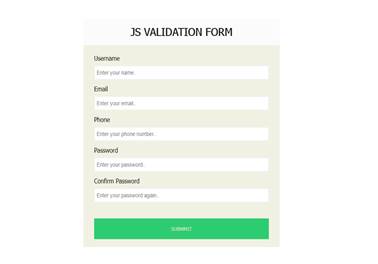 JS VALIDATION FORM
Username
Enter your name.
Email
Enter your email.
Phone
Enter your phone number.
Password
Enter your password.
Confirm Password
Enter your password again.
SUBMMIT